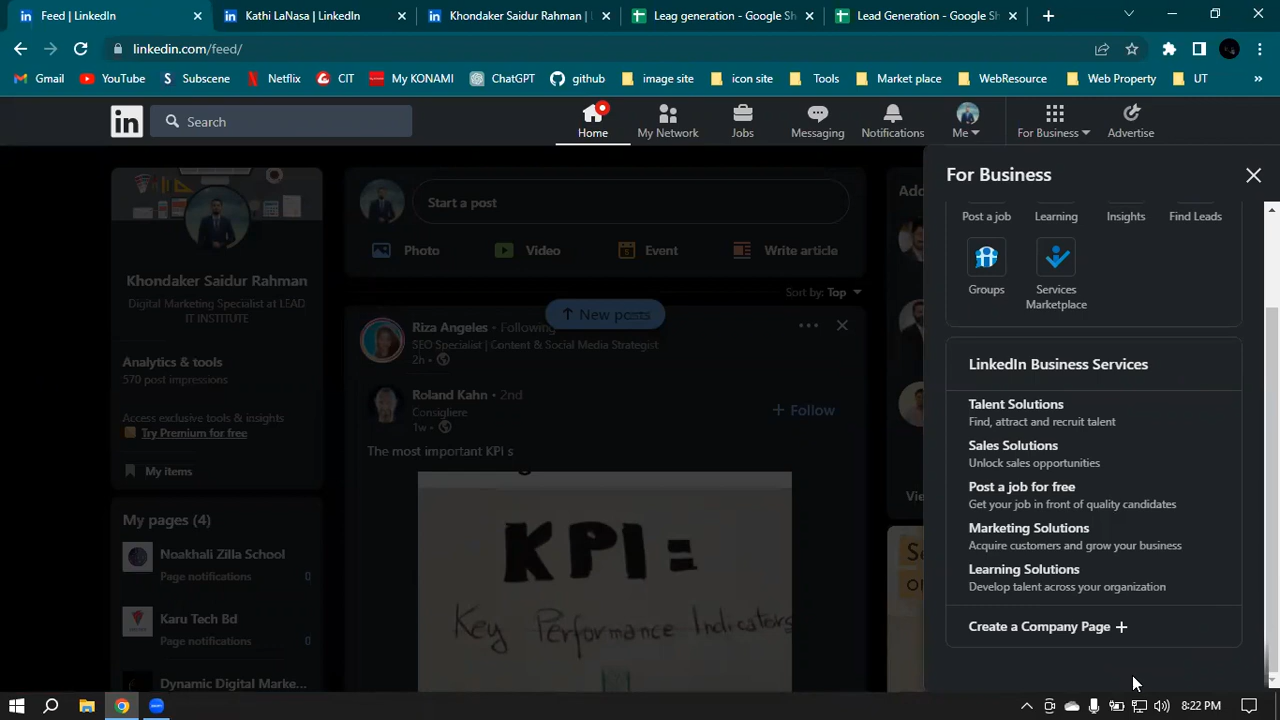 Feed | LinkedIn
Kathi LaNasa | LinkedIn
Khondaker Saidur Rahman |
Leag generation - Google Sh
Lead Generation - Google Sh
linkedin.com/feed/
Gmail
YouTube
Subscene
Netflix
CIT
My KONAMI
ChatGPT
github
image site
icon site
Tools
Market place
WebResource
Web Property
UT
»
in
Search
Home
My Network
Jobs
Messaging
Notifications
Me
For Business
Advertise
For Business
Post a job
Learning
Insights
Find Leads
Groups
Services
Marketplace
LinkedIn Business Services
Talent Solutions
Find, attract and recruit talent
Sales Solutions
Unlock sales opportunities
Post a job for free
Get your job in front of quality candidates
Marketing Solutions
Acquire customers and grow your business
Learning Solutions
Develop talent across your organization
Create a Company Page +
Khondaker Saidur Rahman
Digital Marketing Specialist at LEAD
IT INSTITUTE
Analytics & tools
570 post impressions
Access exclusive tools & insights
Try Premium for free
My items
My pages (4)
Noakhali Zilla School
Page notifications 0
Karu Tech Bd
Page notifications 0
Dynamic Digital Marke...
Start a post
Photo
Video
Event
Write article
Sort by: Top
New posts
Riza Angeles • Following
SEO Specialist | Content & Social Media Strategist
2h •
Roland Kahn • 2nd
Consigliere
1w •
+ Follow
The most important KPI s
KPI =
Key Performance Indicators
Ado
Vie
8:22 PM